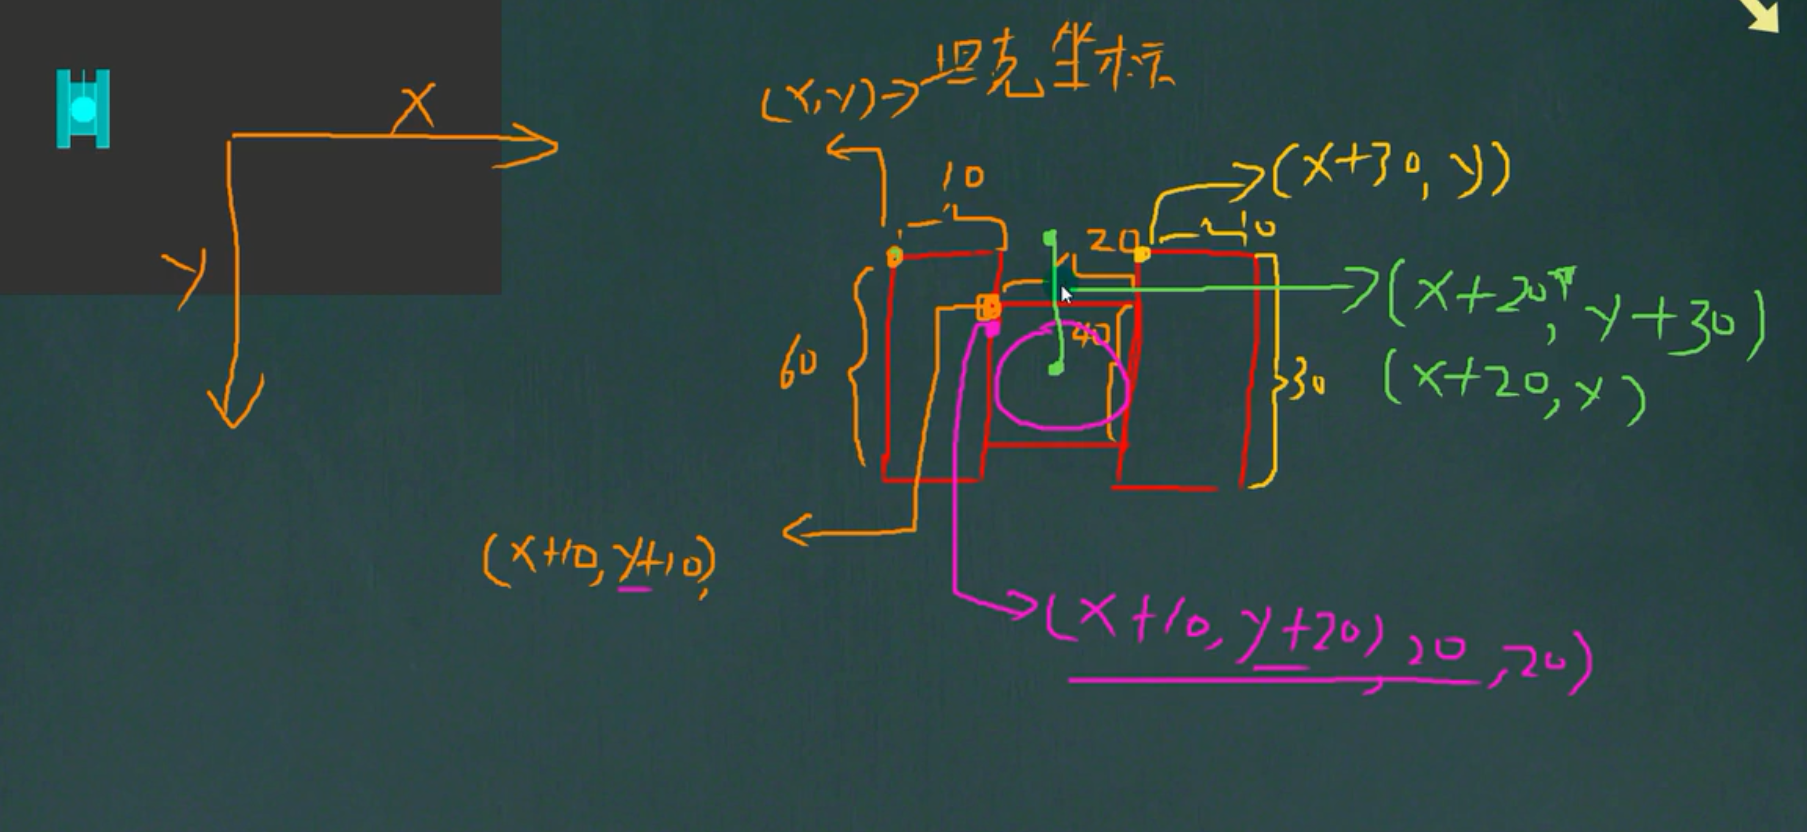 坦克坐标
(x,y)→
X
10
→(x+30, y)
20
10
y
→(x+20, y+30)
40
60
30
(x+20, y)
(x+10, y+10),
→(x+10, y+20), 20, 20)